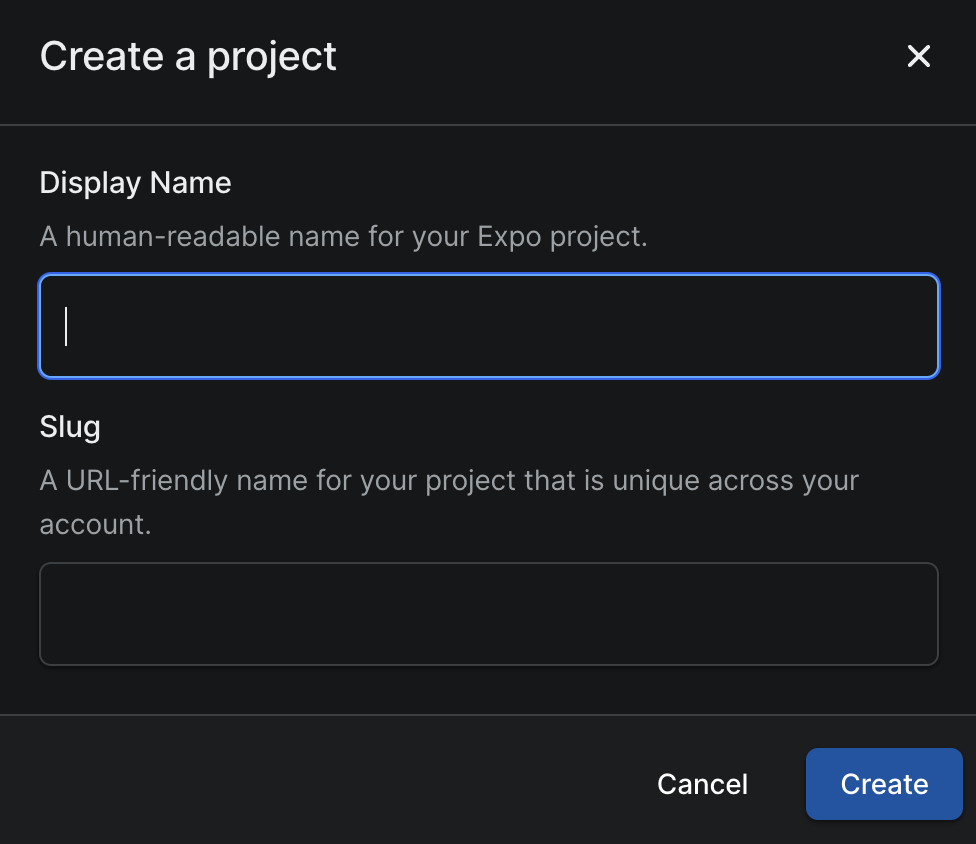 Create a project
Display Name
A human-readable name for your Expo project.
Slug
A URL-friendly name for your project that is unique across your
account.
Cancel
Create